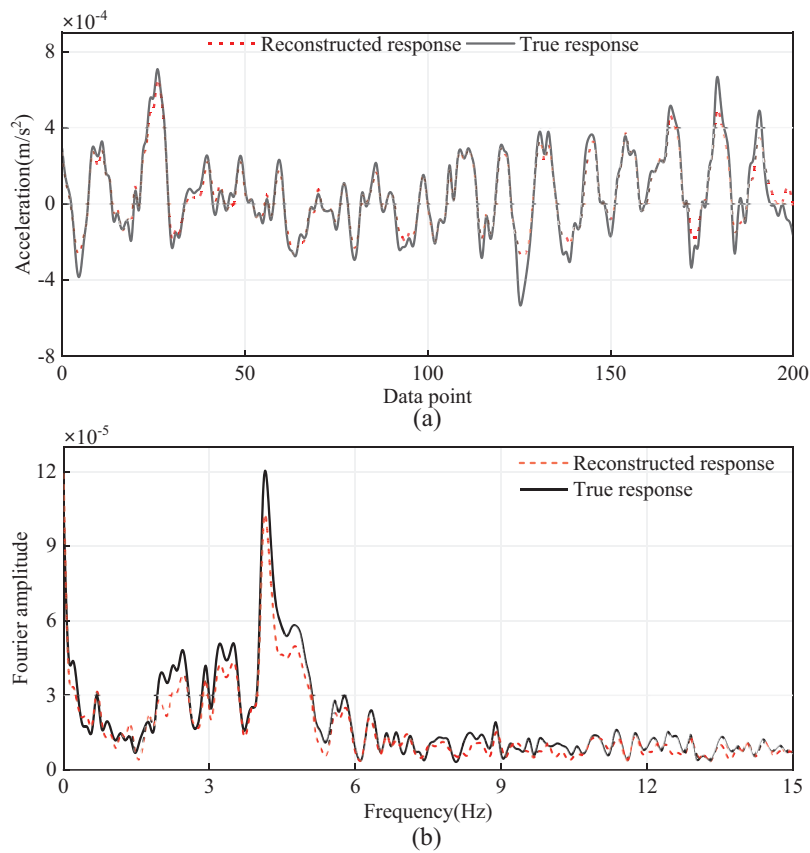 ×10⁻⁴
Reconstructed response True response
8
4
0
-4
-8
Acceleration(m/s²)
0 50 100 150 200
Data point
(a)
×10⁻⁵
Reconstructed response
True response
12
9
6
3
0
Fourier amplitude
0 3 6 9 12 15
Frequency(Hz)
(b)